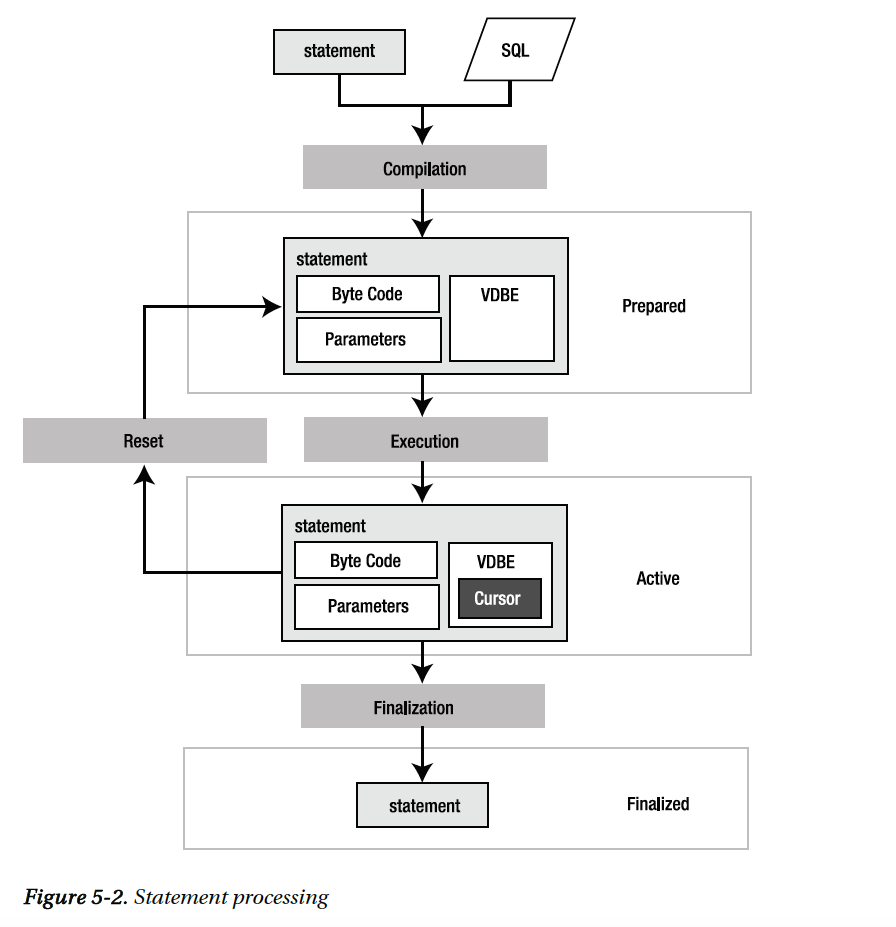 statement
SQL
Compilation
statement
Byte Code
VDBE
Parameters
Prepared
Reset
Execution
statement
Byte Code
VDBE
Cursor
Parameters
Active
Finalization
statement
Finalized
Figure 5-2. Statement processing